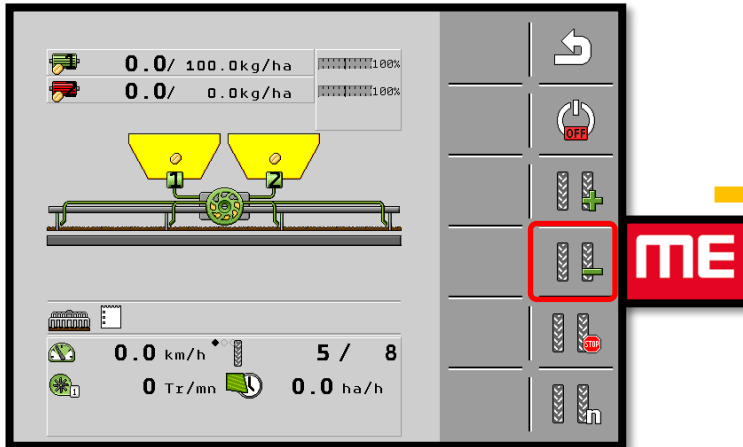 0.0/ 100.0kg/ha 100%
0.0/ 0.0kg/ha 100%
OFF
1 2
ME
STOP
0.0 km/h 5 / 8
1 0 Tr/mn 0.0 ha/h
n